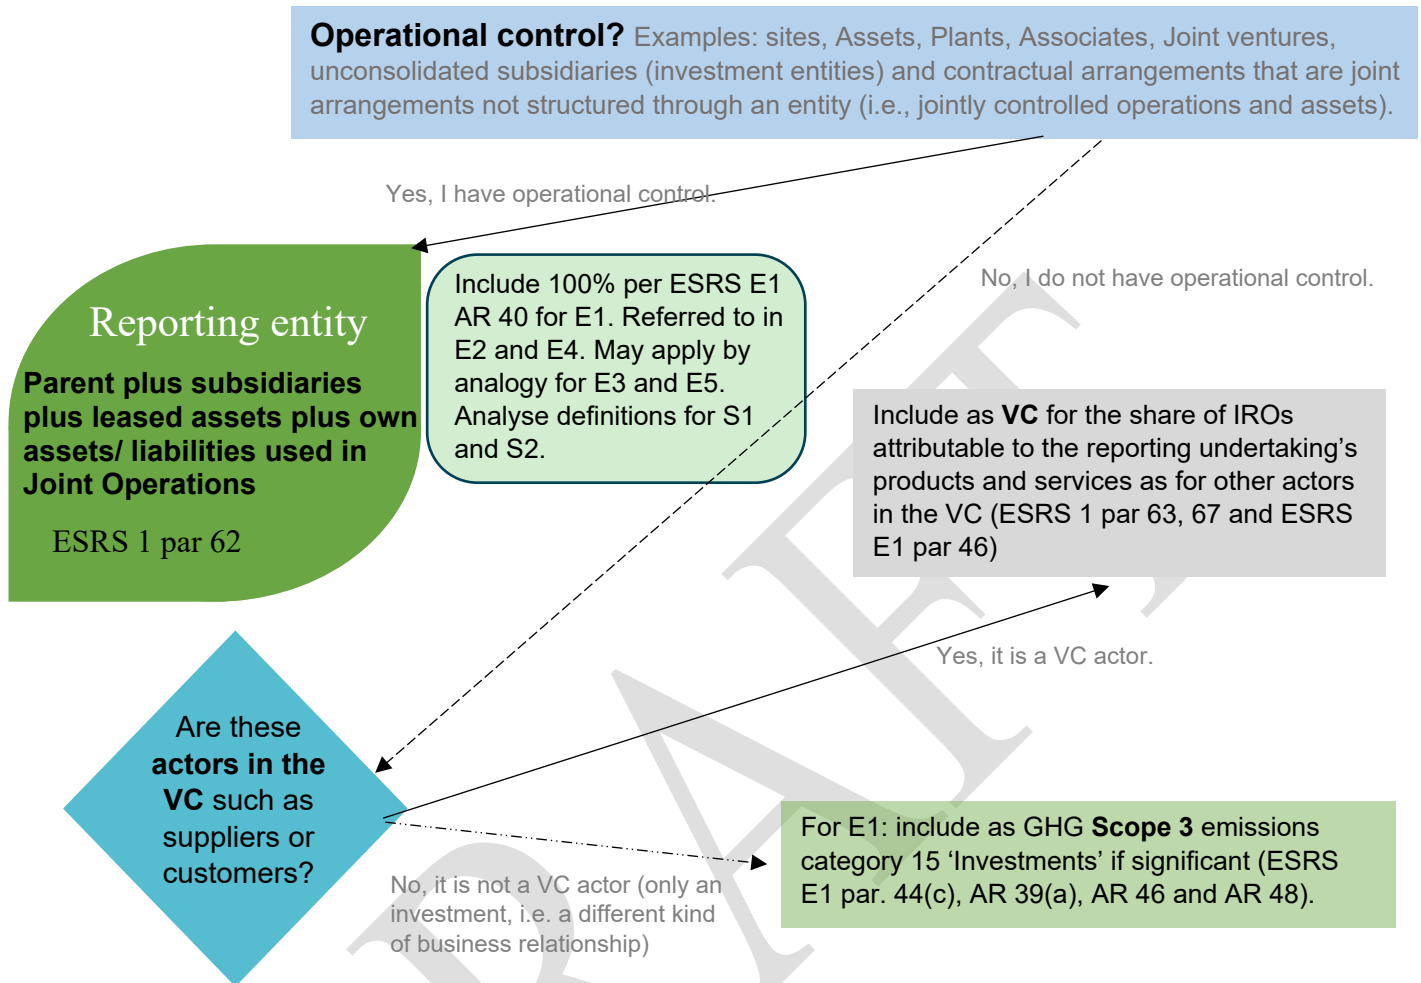 Operational control? Examples: sites, Assets, Plants, Associates, Joint ventures,
unconsolidated subsidiaries (investment entities) and contractual arrangements that are joint
arrangements not structured through an entity (i.e., jointly controlled operations and assets).
Yes, I have operational control.
No, I do not have operational control.
Reporting entity
Parent plus subsidiaries
plus leased assets plus own
assets/ liabilities used in
Joint Operations
ESRS 1 par 62
Include 100% per ESRS E1
AR 40 for E1. Referred to in
E2 and E4. May apply by
analogy for E3 and E5.
Analyse definitions for S1
and S2.
Include as VC for the share of IROs
attributable to the reporting undertaking’s
products and services as for other actors
in the VC (ESRS 1 par 63, 67 and ESRS
E1 par 46)
Yes, it is a VC actor.
Are these
actors in the
VC such as
suppliers or
customers?
No, it is not a VC actor (only an
investment, i.e. a different kind
of business relationship)
For E1: include as GHG Scope 3 emissions
category 15 ‘Investments’ if significant (ESRS
E1 par. 44(c), AR 39(a), AR 46 and AR 48).
RAFT